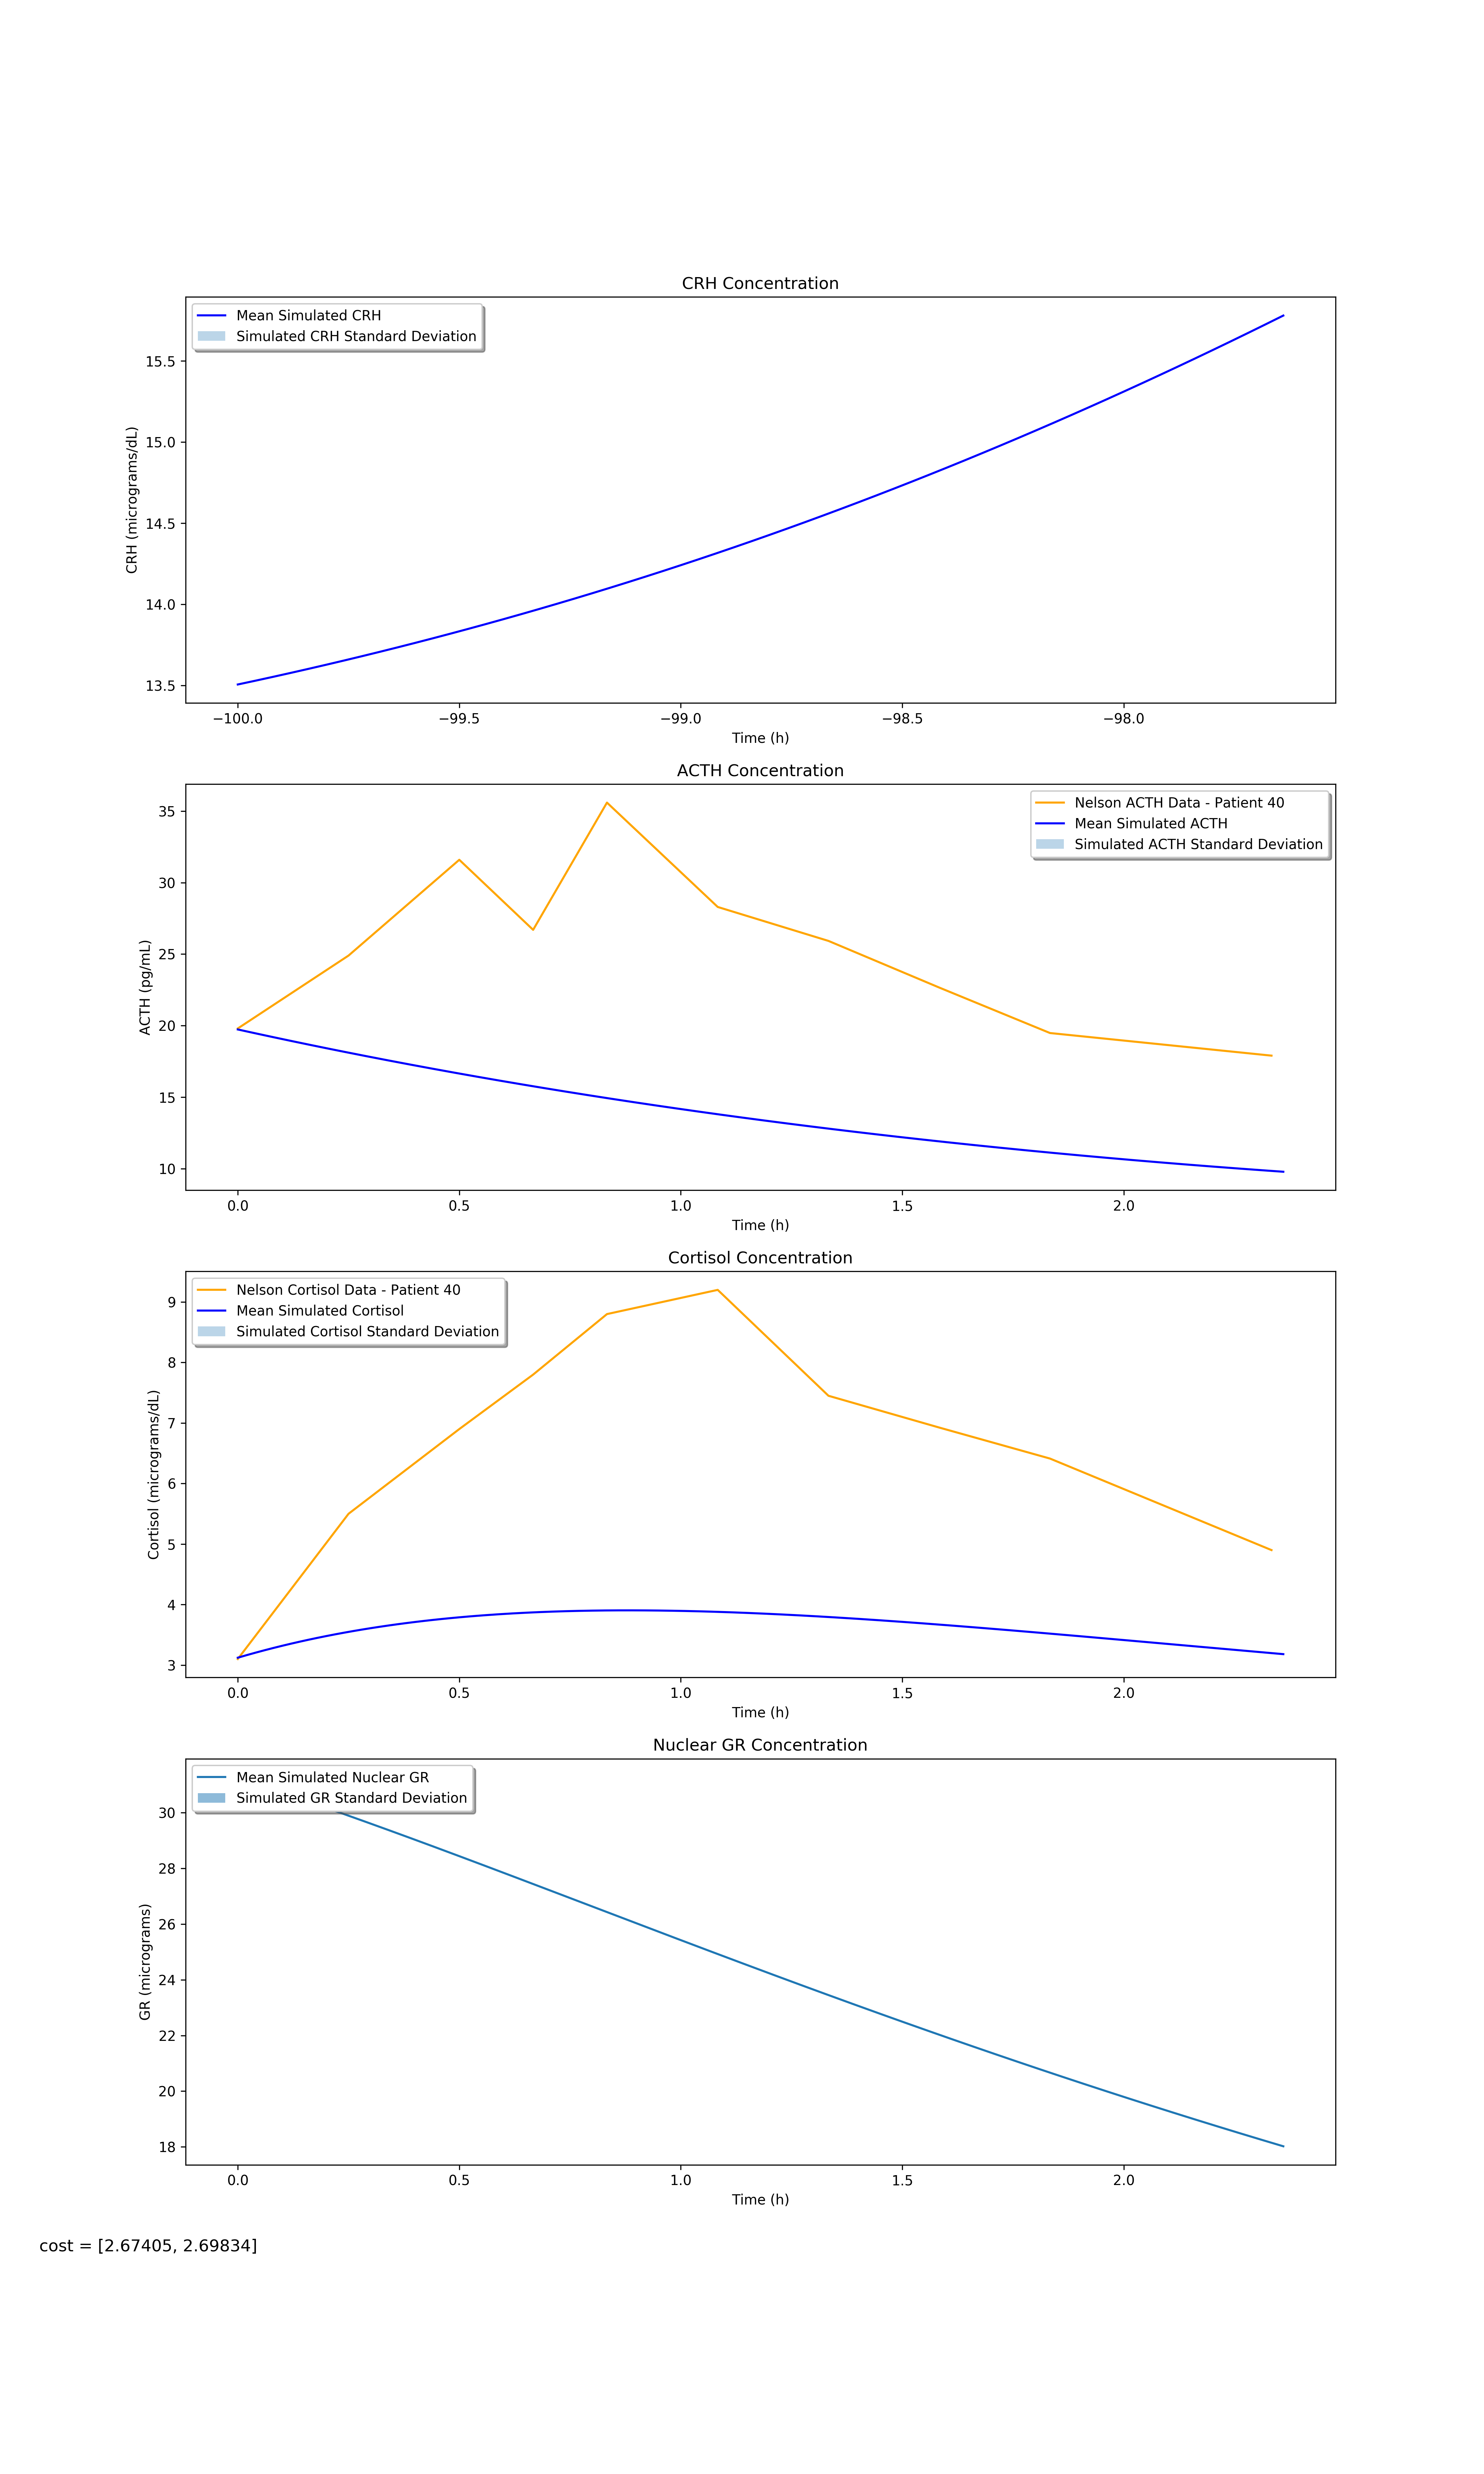 CRH Concentration
Mean Simulated CRH
Simulated CRH Standard Deviation
CRH (micrograms/dL)
15.5
15.0
14.5
14.0
13.5
−100.0 −99.5 −99.0 −98.5 −98.0
Time (h)
ACTH Concentration
Nelson ACTH Data - Patient 40
Mean Simulated ACTH
Simulated ACTH Standard Deviation
ACTH (pg/mL)
35
30
25
20
15
10
0.0 0.5 1.0 1.5 2.0
Time (h)
Cortisol Concentration
Nelson Cortisol Data - Patient 40
Mean Simulated Cortisol
Simulated Cortisol Standard Deviation
Cortisol (micrograms/dL)
9
8
7
6
5
4
3
0.0 0.5 1.0 1.5 2.0
Time (h)
Nuclear GR Concentration
Mean Simulated Nuclear GR
Simulated GR Standard Deviation
GR (micrograms)
30
28
26
24
22
20
18
0.0 0.5 1.0 1.5 2.0
Time (h)
cost = [2.67405, 2.69834]